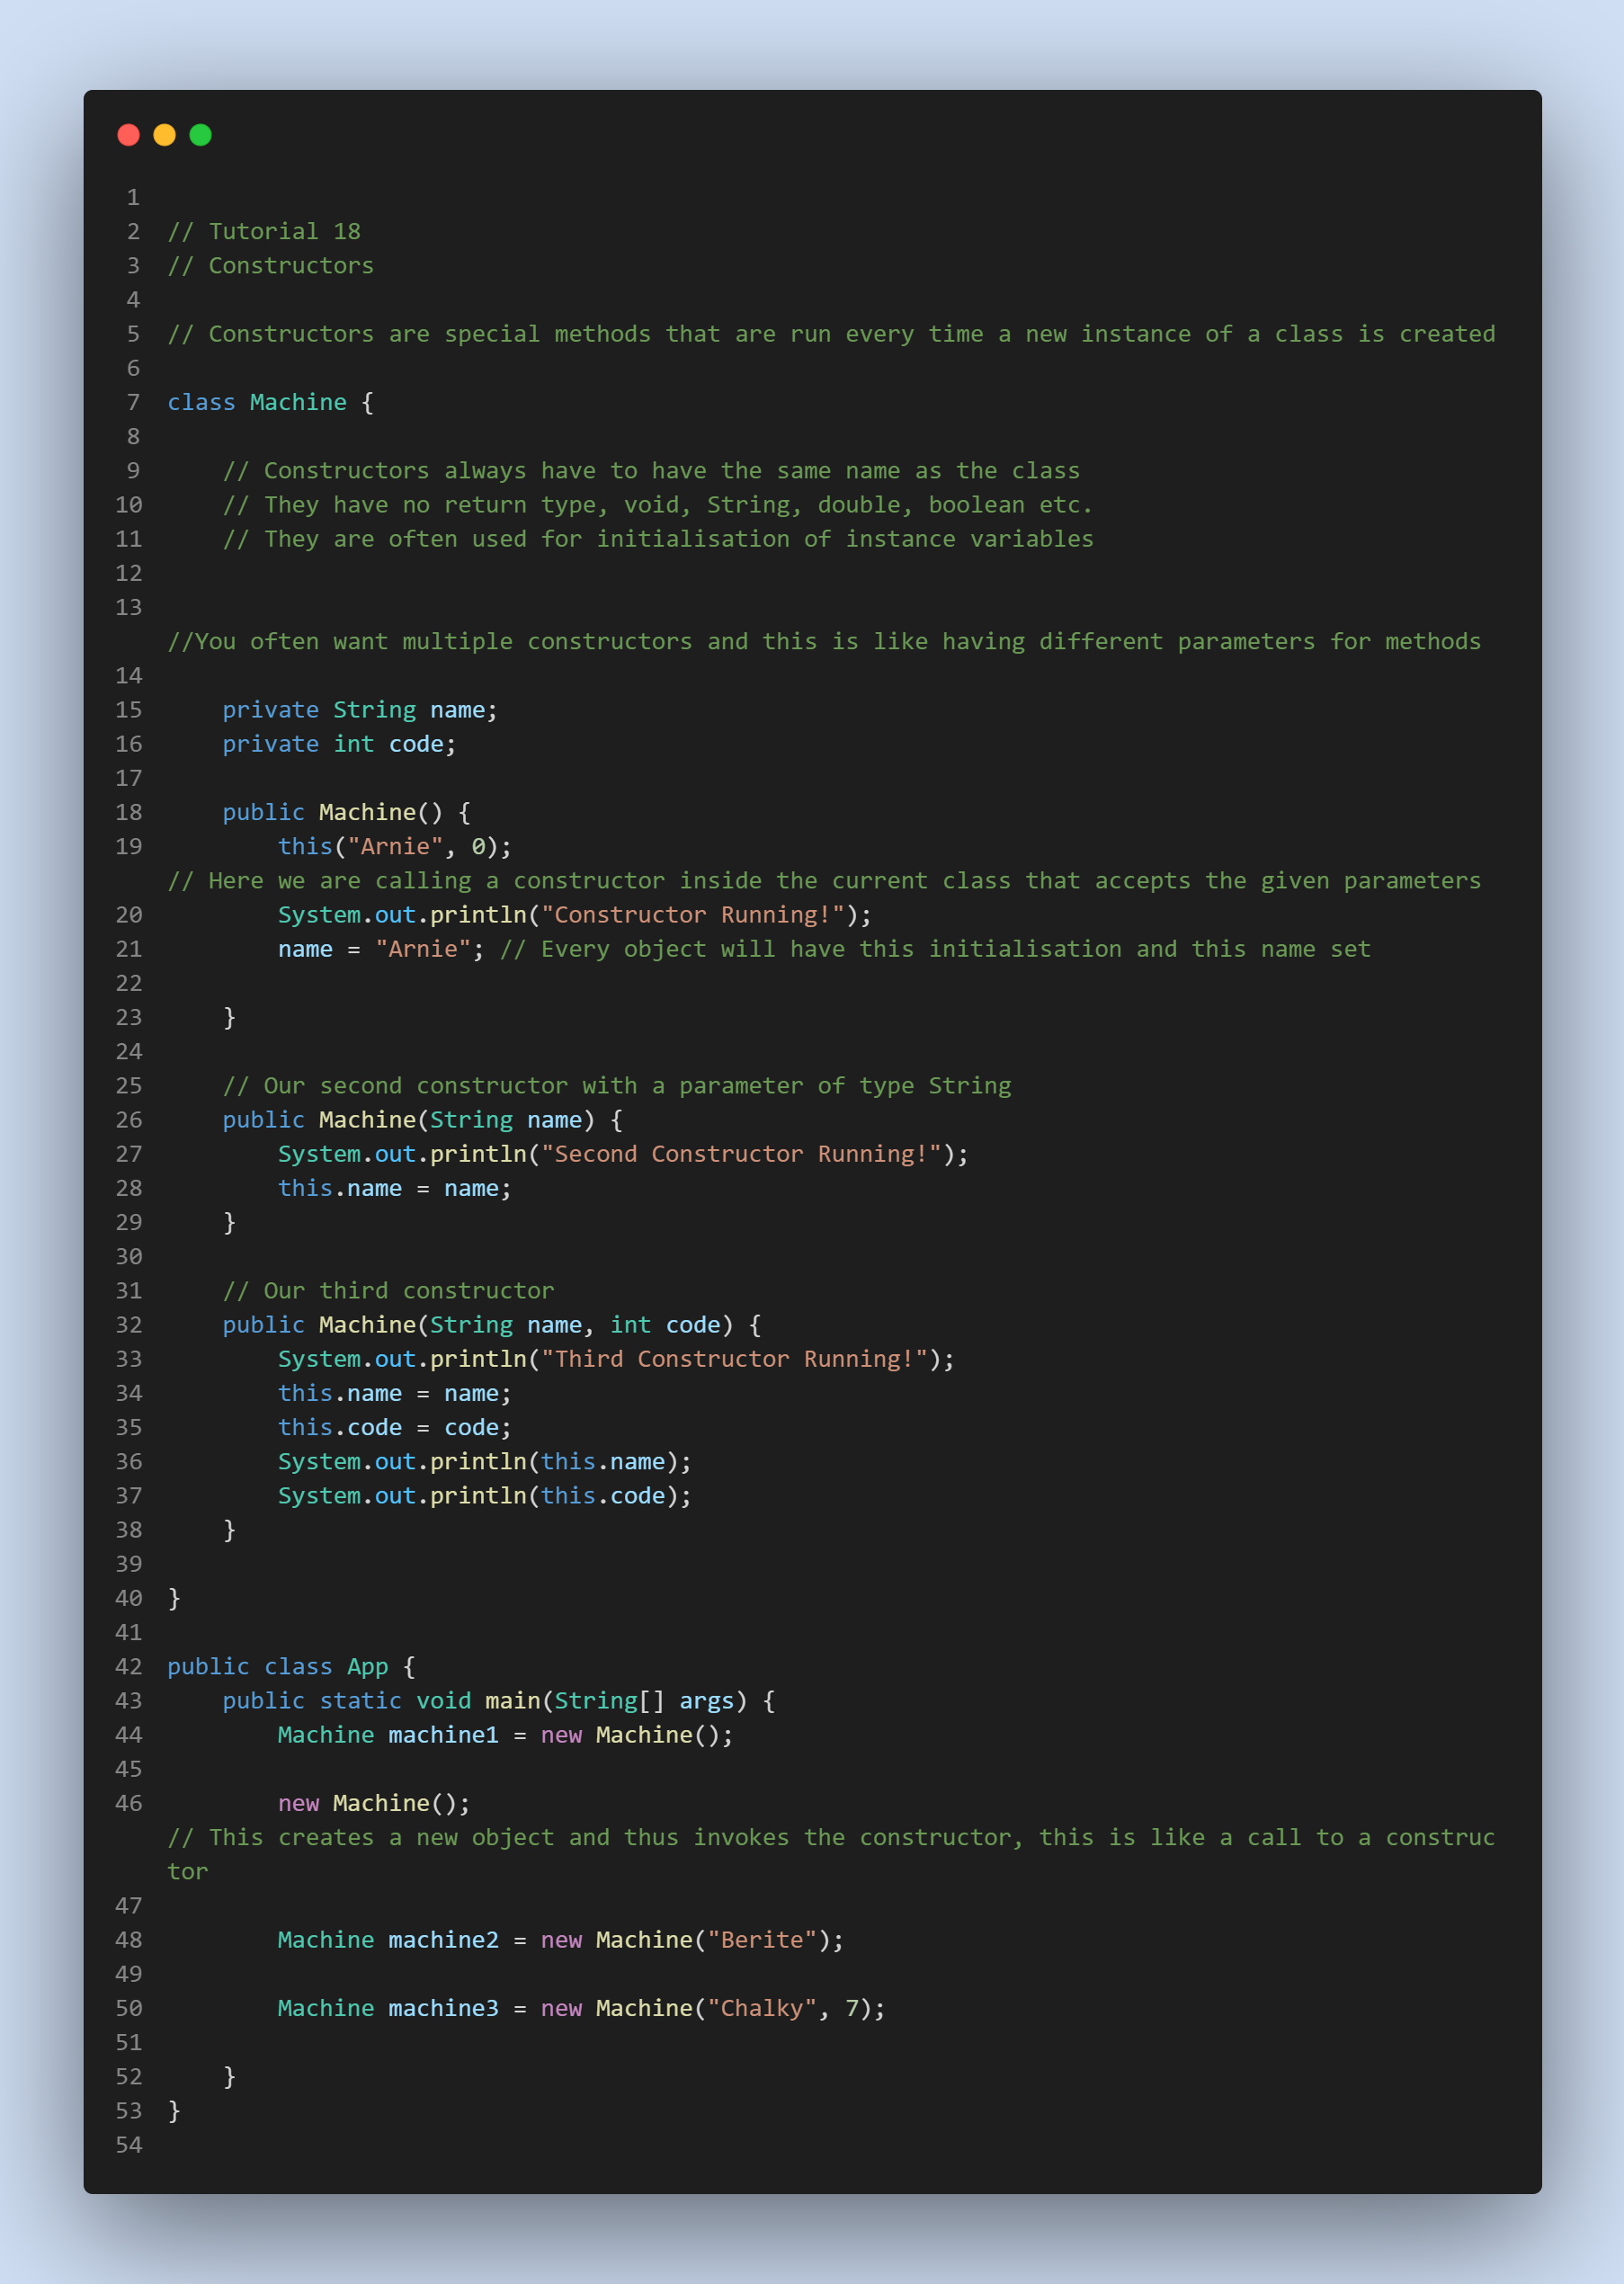 1
2 // Tutorial 18
3 // Constructors
4
5 // Constructors are special methods that are run every time a new instance of a class is created
6
7 class Machine {
8
9     // Constructors always have to have the same name as the class
10     // They have no return type, void, String, double, boolean etc.
11     // They are often used for initialisation of instance variables
12
13
//You often want multiple constructors and this is like having different parameters for methods
14
15     private String name;
16     private int code;
17
18     public Machine() {
19         this("Arnie", 0);
// Here we are calling a constructor inside the current class that accepts the given parameters
20         System.out.println("Constructor Running!");
21         name = "Arnie"; // Every object will have this initialisation and this name set
22
23     }
24
25     // Our second constructor with a parameter of type String
26     public Machine(String name) {
27         System.out.println("Second Constructor Running!");
28         this.name = name;
29     }
30
31     // Our third constructor
32     public Machine(String name, int code) {
33         System.out.println("Third Constructor Running!");
34         this.name = name;
35         this.code = code;
36         System.out.println(this.name);
37         System.out.println(this.code);
38     }
39
40 }
41
42 public class App {
43     public static void main(String[] args) {
44         Machine machine1 = new Machine();
45
46         new Machine();
// This creates a new object and thus invokes the constructor, this is like a call to a construc
tor
47
48         Machine machine2 = new Machine("Berite");
49
50         Machine machine3 = new Machine("Chalky", 7);
51
52     }
53 }
54